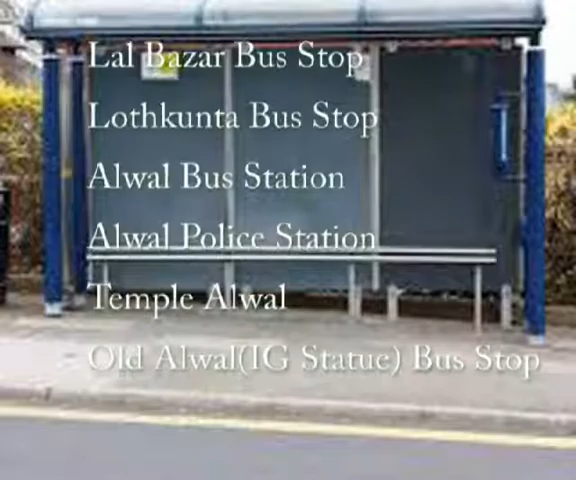 Lal Bazar Bus Stop
Lothkunta Bus Stop
Alwal Bus Station
Alwal Police Station
Temple Alwal
Old Alwal(IG Statue) Bus Stop